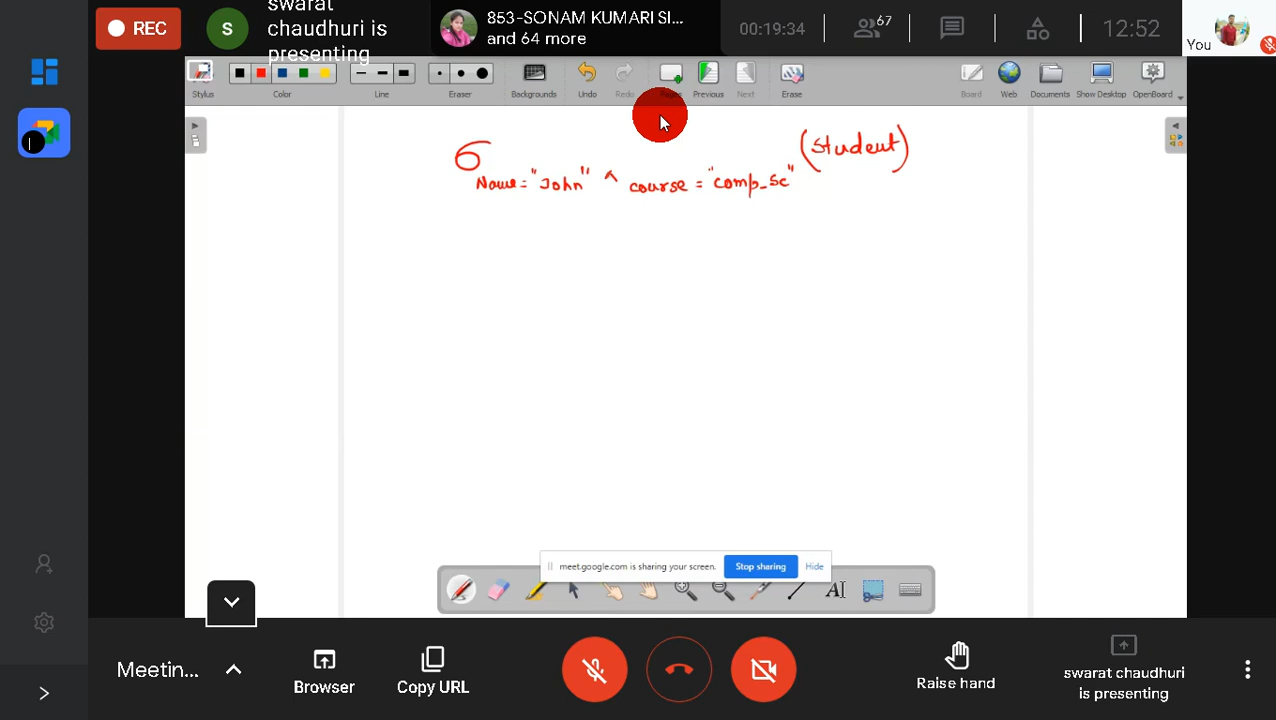 REC
swarat chaudhuri is presenting
S
853-SONAM KUMARI SI...
and 64 more
00:19:34
67
12:52
You
Stylus
Color
Line
Eraser
Backgrounds
Undo
Redo
Pages
Previous
Next
Erase
Board
Web
Documents
Show Desktop
OpenBoard
σ Name = "John" ^ course = "comp_sc" (student)
meet.google.com is sharing your screen.
Stop sharing
Hide
AI
Meetin...
Browser
Copy URL
Raise hand
swarat chaudhuri
is presenting